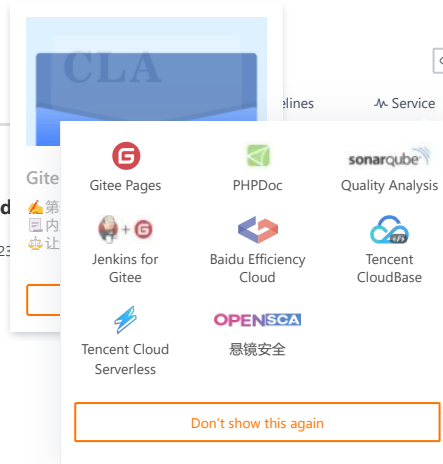 CLA
elines
Service
Gitee Pages
PHPDoc
sonarqube
Quality Analysis
Gite
第
内
让
d
23
Jenkins for
Gitee
Baidu Efficiency
Cloud
Tencent
CloudBase
Tencent Cloud
Serverless
OPENSCA
悬镜安全
Don't show this again